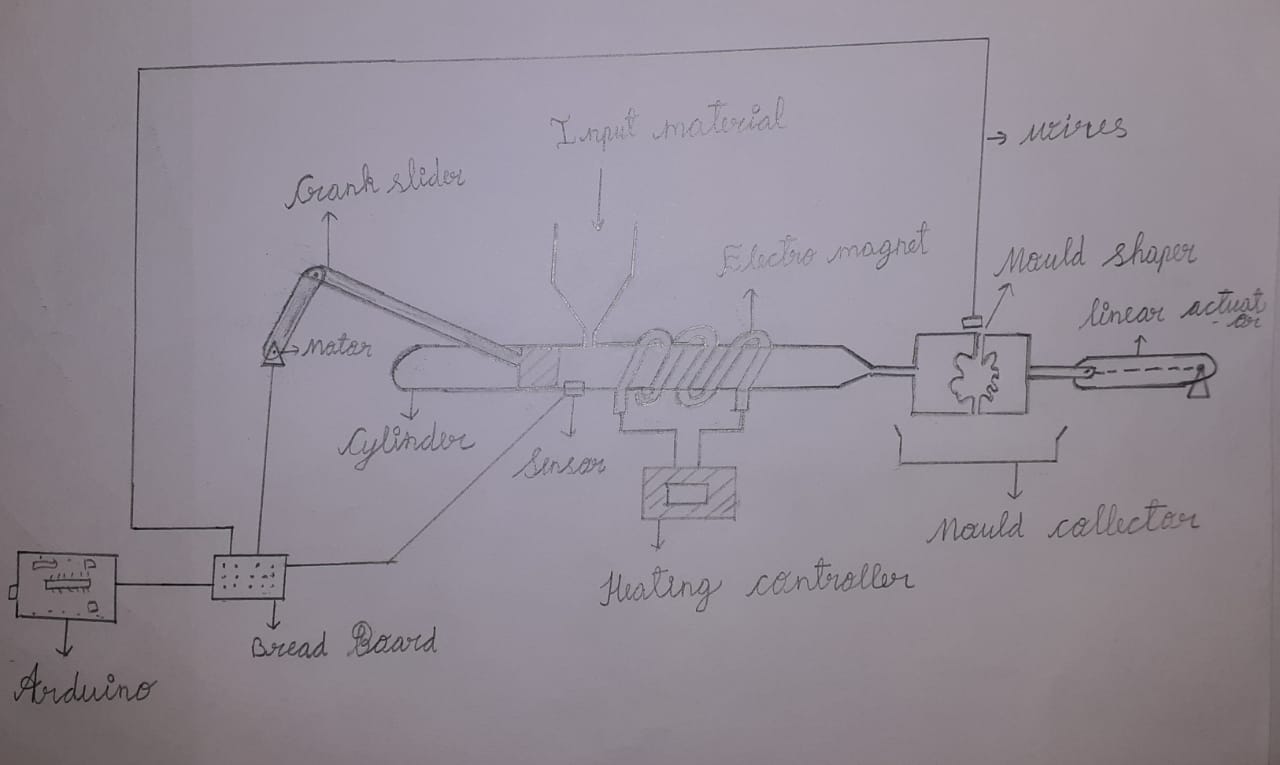 Input material
wires
Crank slider
Electro magnet
Mould shaper
linear actuat
or
Motor
Cylinder
Sensor
Mould collector
Heating controller
Bread Board
Arduino